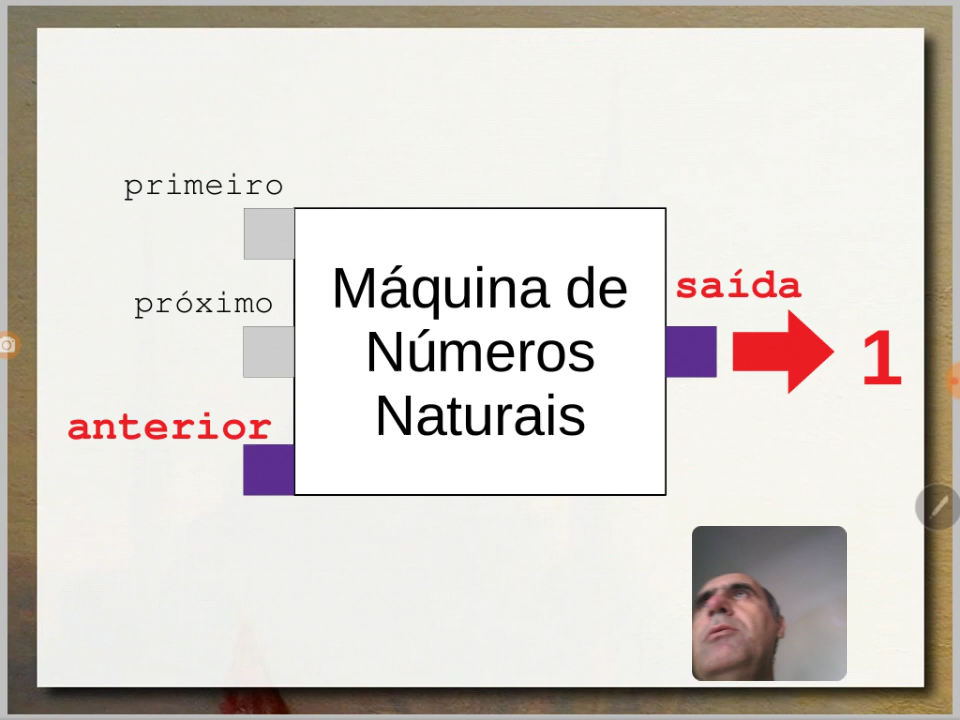 primeiro
próximo
anterior
Máquina de
Números
Naturais
saída
1